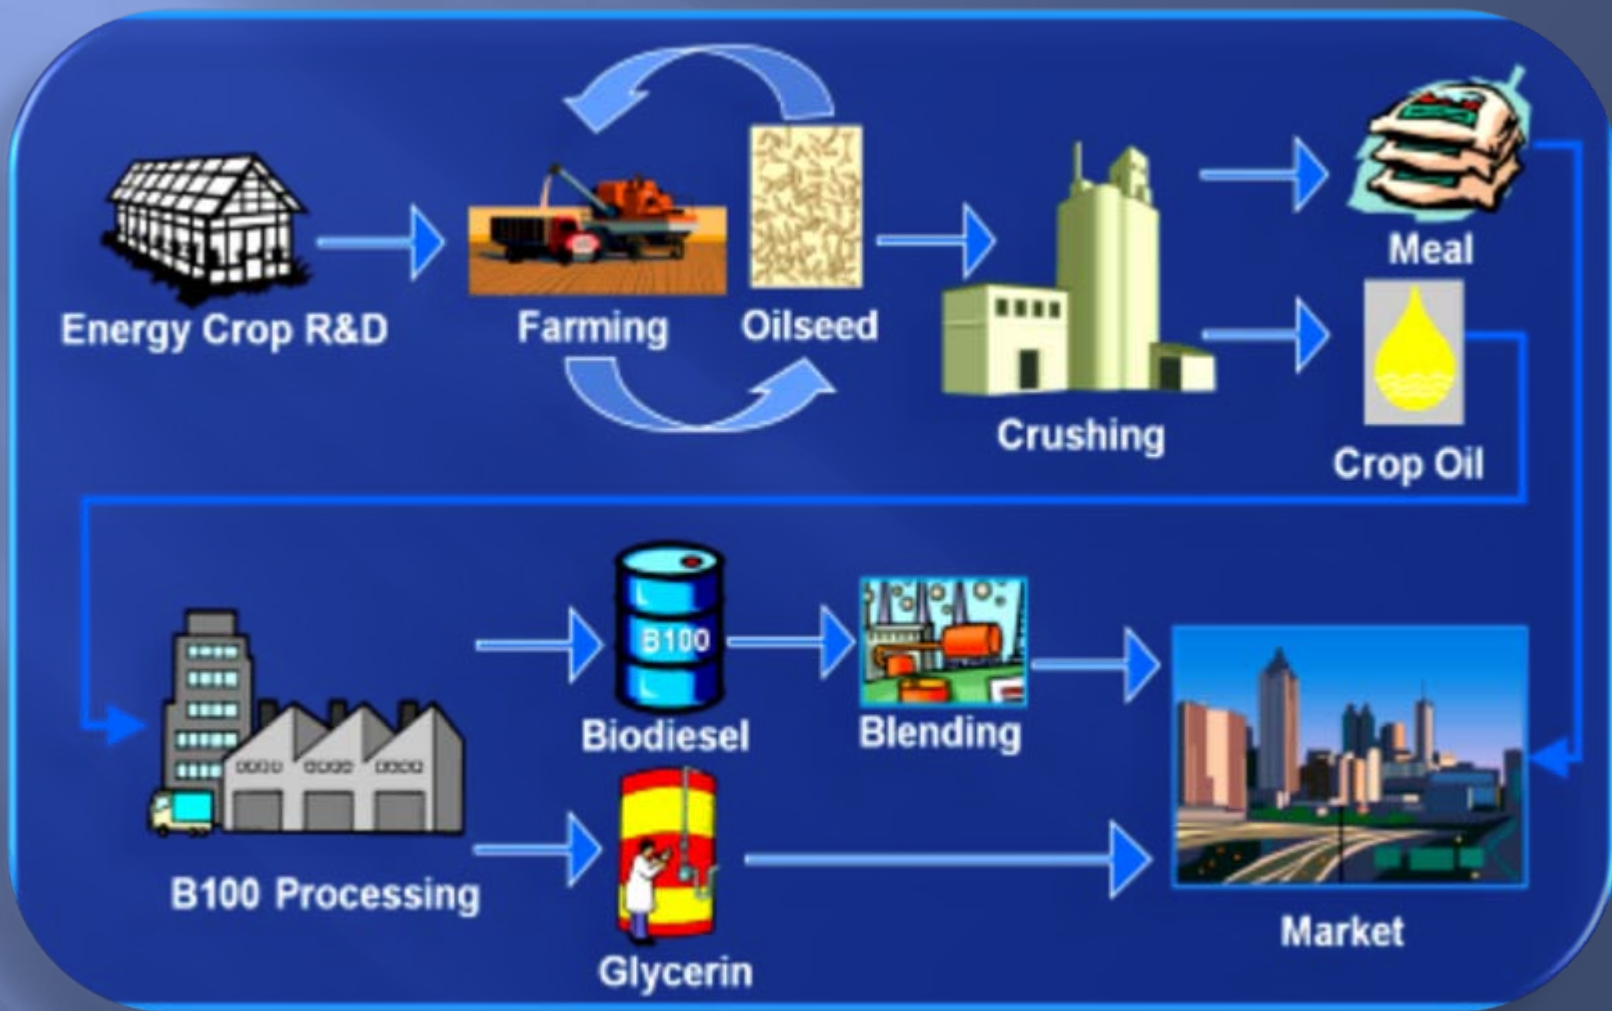 Energy Crop R&D
Farming
Oilseed
Crushing
Meal
Crop Oil
B100 Processing
B100
Biodiesel
Blending
Glycerin
Market